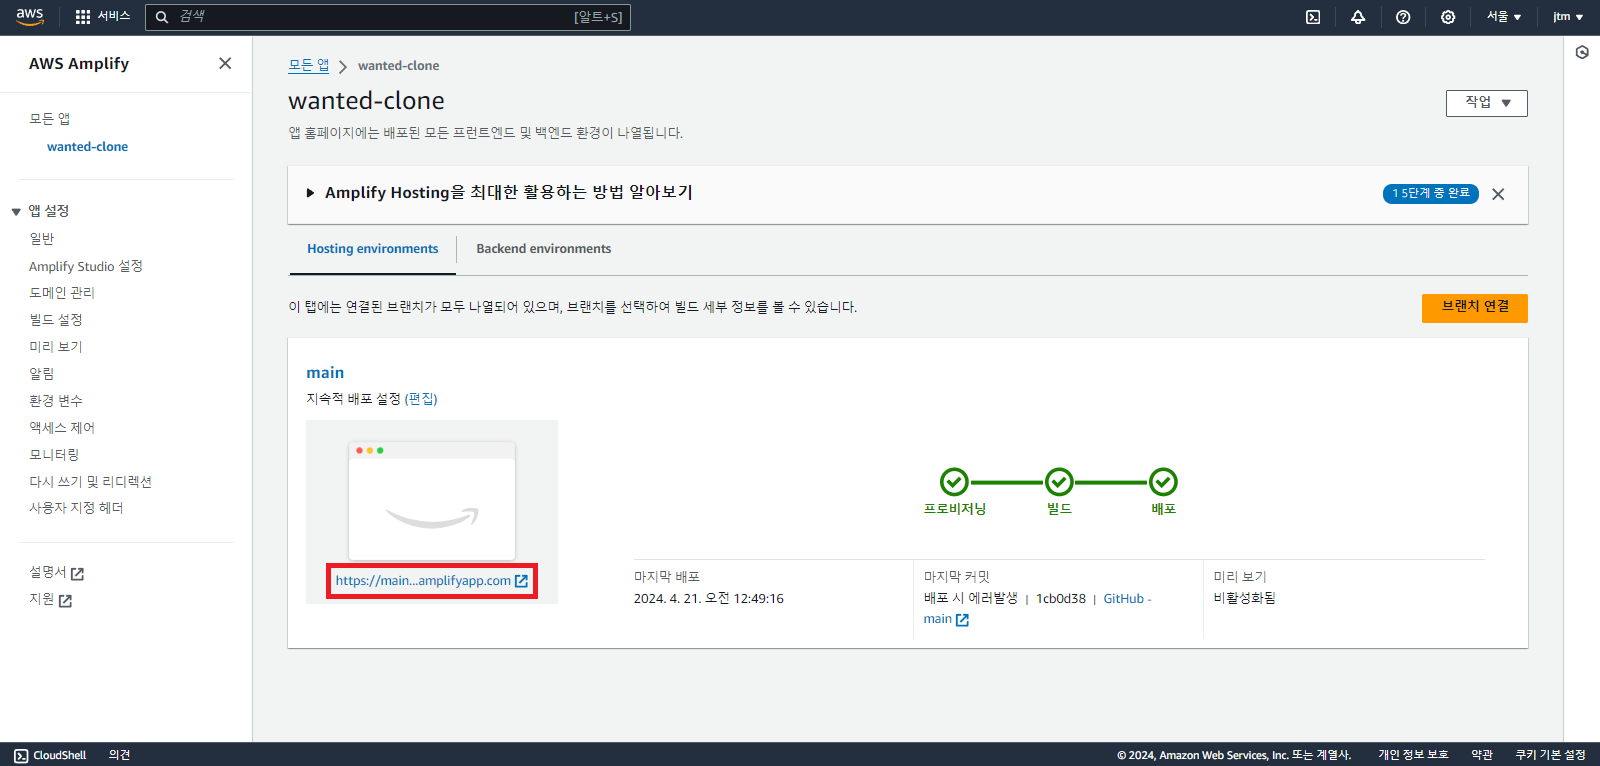 aws
서비스
검색
[알트+S]
서울 ▼
jtm ▼
AWS Amplify
모든 앱
wanted-clone
앱 설정
일반
Amplify Studio 설정
도메인 관리
빌드 설정
미리 보기
알림
환경 변수
액세스 제어
모니터링
다시 쓰기 및 리디렉션
사용자 지정 헤더
설명서
지원
모든 앱 > wanted-clone
wanted-clone
작업 ▼
앱 홈페이지에는 배포된 모든 프런트엔드 및 백엔드 환경이 나열됩니다.
Amplify Hosting을 최대한 활용하는 방법 알아보기
1 5단계 중 완료
Hosting environments
Backend environments
이 탭에는 연결된 브랜치가 모두 나열되어 있으며, 브랜치를 선택하여 빌드 세부 정보를 볼 수 있습니다.
브랜치 연결
main
지속적 배포 설정 (편집)
https://main...amplifyapp.com
프로비저닝
빌드
배포
마지막 배포
2024. 4. 21. 오전 12:49:16
마지막 커밋
배포 시 에러발생 | 1cb0d38 | GitHub -
main
미리 보기
비활성화됨
CloudShell
의견
© 2024, Amazon Web Services, Inc. 또는 계열사.
개인 정보 보호
약관
쿠키 기본 설정